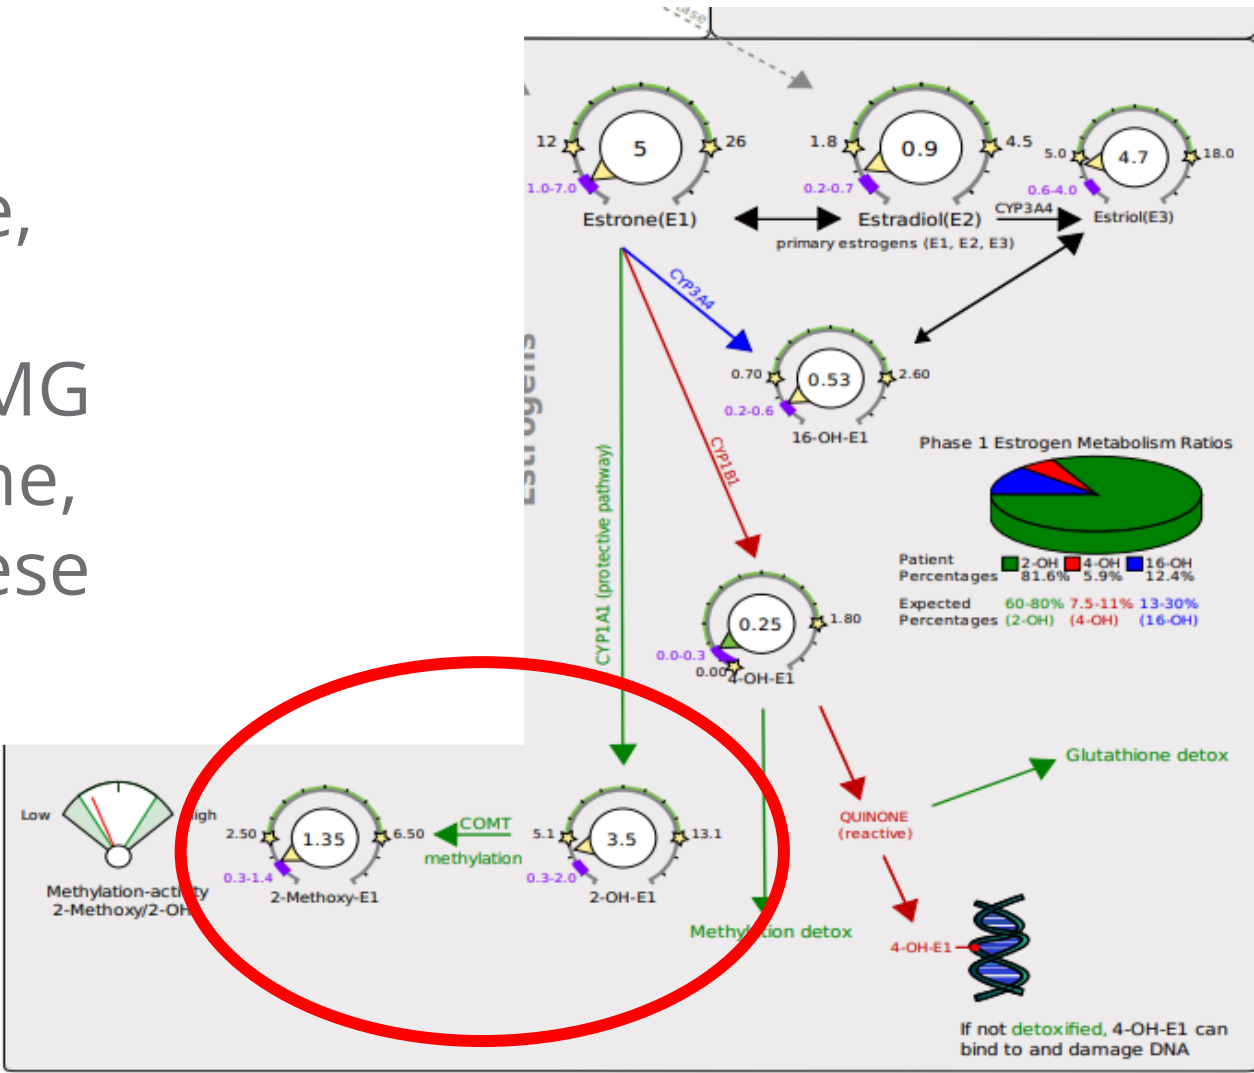 e,
MG
ne,
ese
ase
12
5
26
1.0-7.0
Estrone(E1)
1.8
0.9
4.5
0.2-0.7
Estradiol(E2)
CYP3A4
5.0
4.7
18.0
0.6-4.0
Estriol(E3)
primary estrogens (E1, E2, E3)
CYP3A4
Estrogens
0.70
0.53
2.60
0.2-0.6
16-OH-E1
CYP1B1
CYP1A1 (protective pathway)
Phase 1 Estrogen Metabolism Ratios
Patient Percentages
2-OH 81.6%
4-OH 5.9%
16-OH 12.4%
Expected Percentages
60-80% (2-OH)
7.5-11% (4-OH)
13-30% (16-OH)
0.25
1.80
0.0-0.3
0.00
4-OH-E1
Low
High
Methylation-activity
2-Methoxy/2-OH
2.50
1.35
6.50
0.3-1.4
2-Methoxy-E1
COMT
methylation
5.1
3.5
13.1
0.3-2.0
2-OH-E1
Methylation detox
QUINONE
(reactive)
Glutathione detox
4-OH-E1
If not detoxified, 4-OH-E1 can
bind to and damage DNA